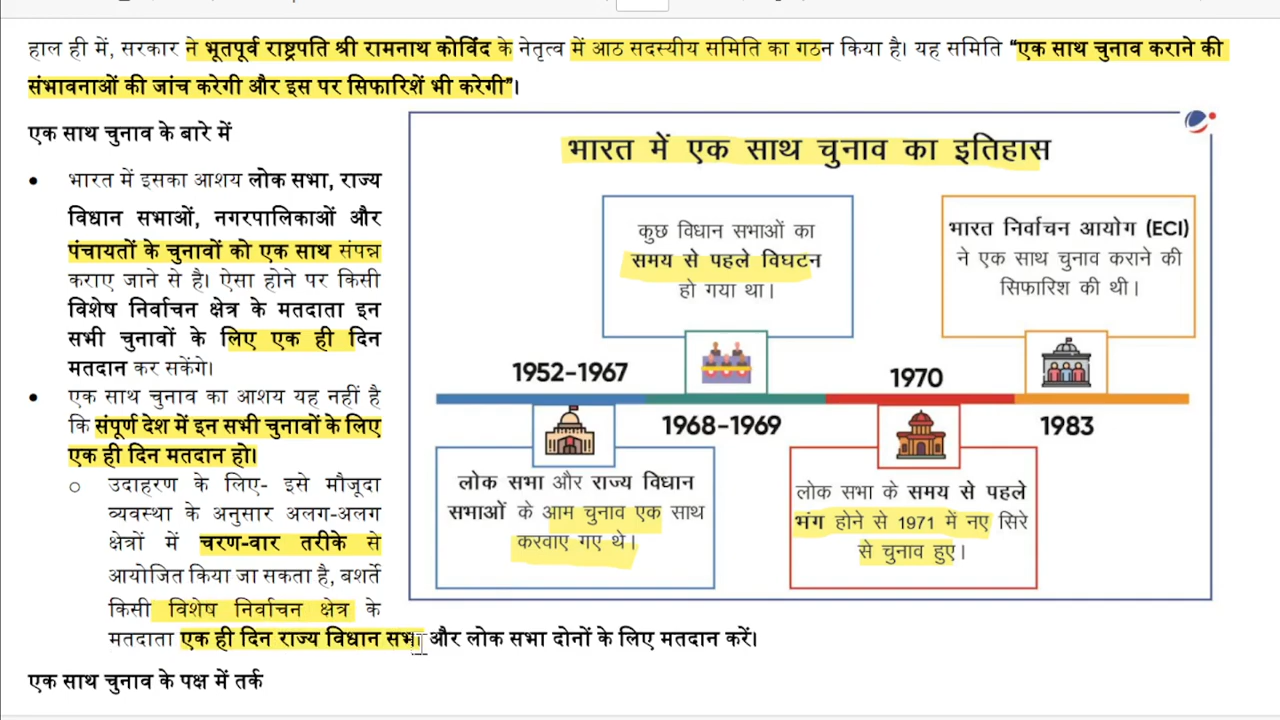 हाल ही में, सरकार ने भूतपूर्व राष्ट्रपति श्री रामनाथ कोविंद के नेतृत्व में आठ सदस्यीय समिति का गठन किया है। यह समिति “एक साथ चुनाव कराने की
संभावनाओं की जांच करेगी और इस पर सिफारिशें भी करेगी”।
एक साथ चुनाव के बारे में
• भारत में इसका आशय लोक सभा, राज्य
विधान सभाओं, नगरपालिकाओं और
पंचायतों के चुनावों को एक साथ संपन्न
कराए जाने से है। ऐसा होने पर किसी
विशेष निर्वाचन क्षेत्र के मतदाता इन
सभी चुनावों के लिए एक ही दिन
मतदान कर सकेंगे।
• एक साथ चुनाव का आशय यह नहीं है
कि संपूर्ण देश में इन सभी चुनावों के लिए
एक ही दिन मतदान हो।
o उदाहरण के लिए- इसे मौजूदा
व्यवस्था के अनुसार अलग-अलग
क्षेत्रों में चरण-वार तरीके से
आयोजित किया जा सकता है, बशर्ते
किसी विशेष निर्वाचन क्षेत्र के
मतदाता एक ही दिन राज्य विधान सभा और लोक सभा दोनों के लिए मतदान करें।
भारत में एक साथ चुनाव का इतिहास
कुछ विधान सभाओं का
समय से पहले विघटन
हो गया था।
भारत निर्वाचन आयोग (ECI)
ने एक साथ चुनाव कराने की
सिफारिश की थी।
1952-1967
1970
1968-1969
1983
लोक सभा और राज्य विधान
सभाओं के आम चुनाव एक साथ
करवाए गए थे।
लोक सभा के समय से पहले
भंग होने से 1971 में नए सिरे
से चुनाव हुए।
एक साथ चुनाव के पक्ष में तर्क